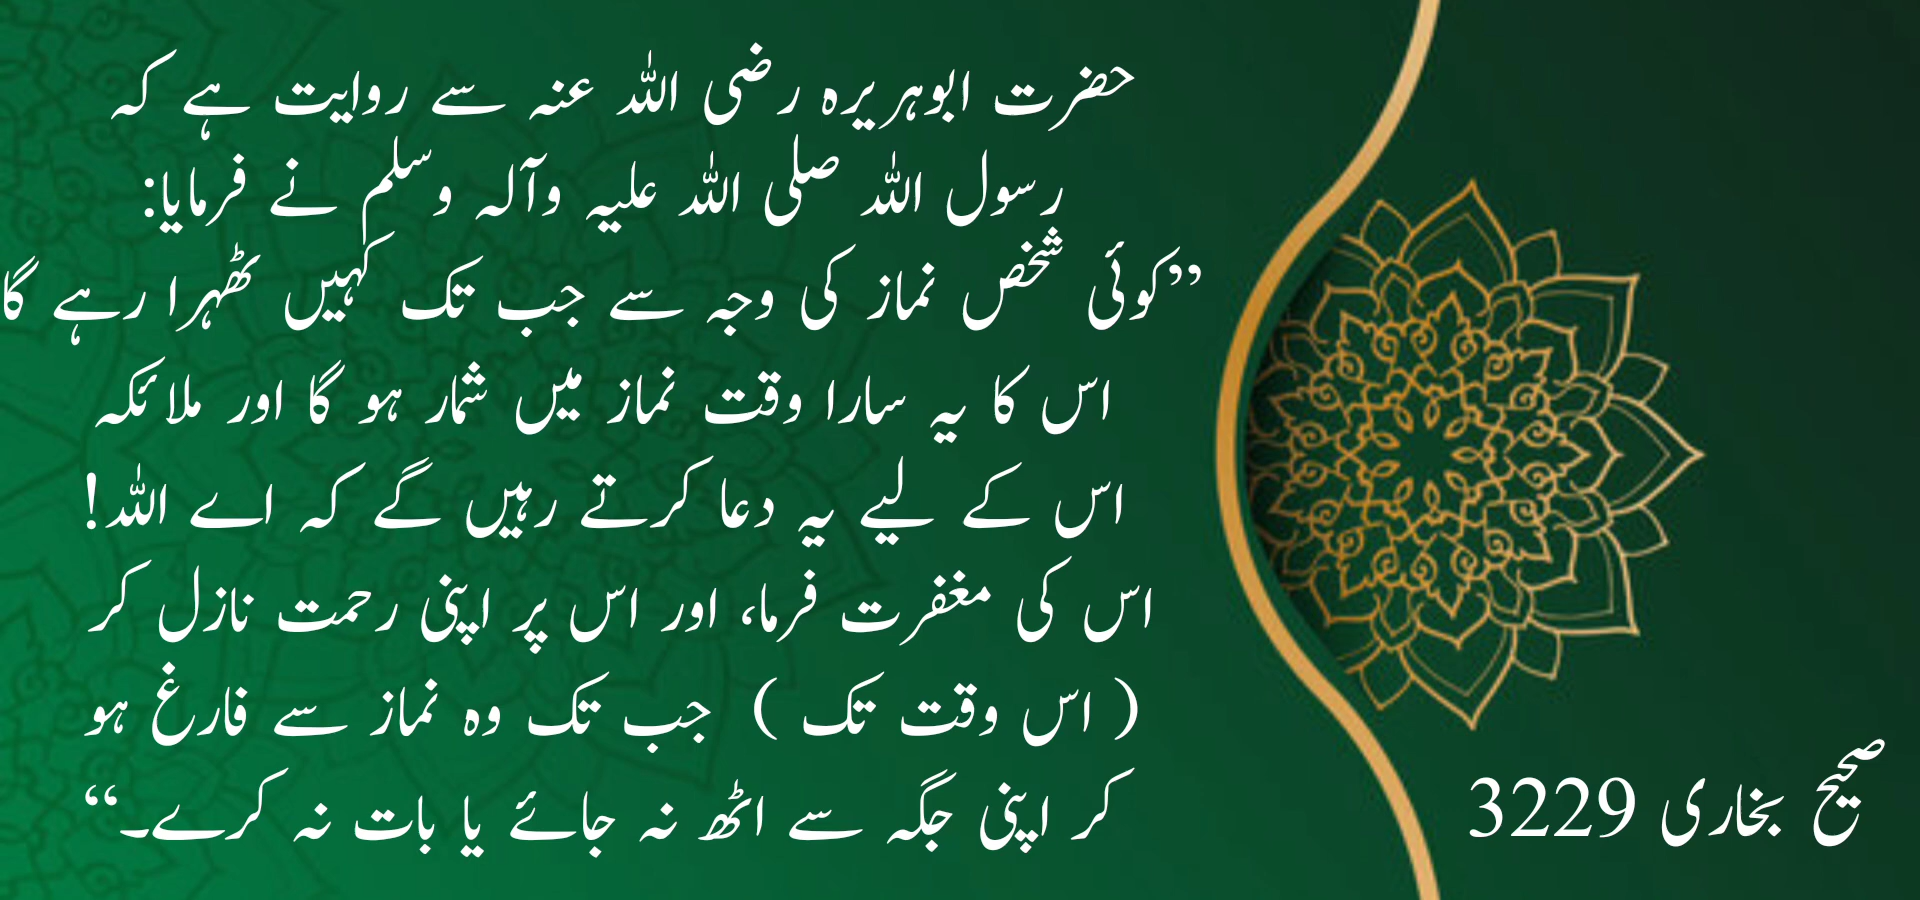 حضرت ابوہریرہ رضی اللہ عنہ سے روایت ہے کہ
رسول اللہ صلی اللہ علیہ وآلہ وسلم نے فرمایا:
’’کوئی شخص نماز کی وجہ سے جب تک کہیں ٹھہرا رہے گا
اس کا یہ سارا وقت نماز میں شمار ہو گا اور ملائکہ
اس کے لیے یہ دعا کرتے رہیں گے کہ اے اللہ!
اس کی مغفرت فرما، اور اس پر اپنی رحمت نازل کر
( اس وقت تک ) جب تک وہ نماز سے فارغ ہو
کر اپنی جگہ سے اٹھ نہ جائے یا بات نہ کرے۔‘‘
صحیح بخاری 3229